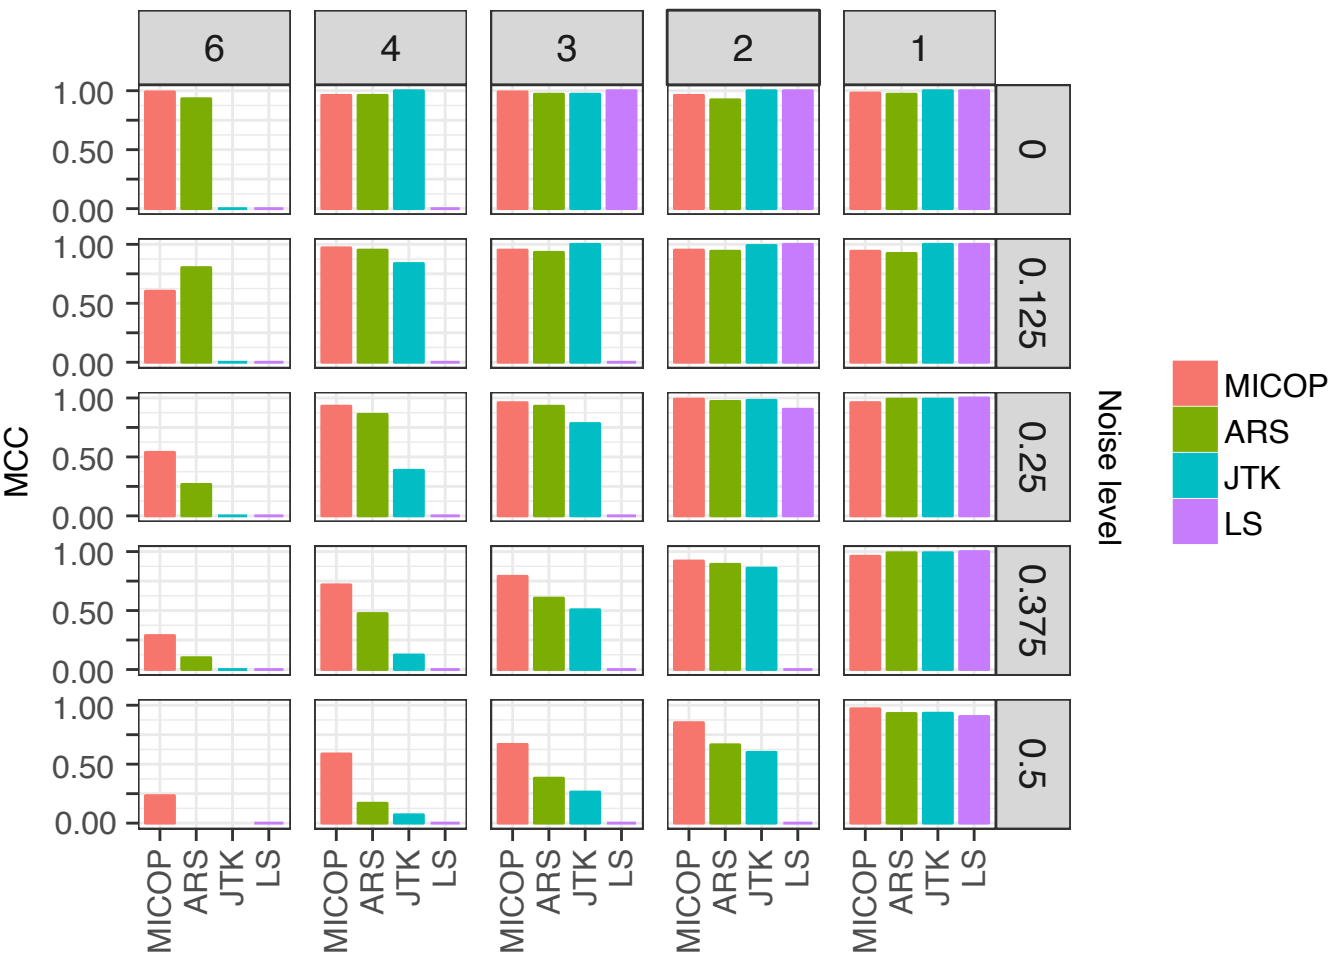 6 4 3 2 1
1.00
0.50
0.00
0
1.00
0.50
0.00
0.125
1.00
0.50
0.00
0.25
1.00
0.50
0.00
0.375
1.00
0.50
0.00
0.5
MCC
MICOP ARS JTK LS MICOP ARS JTK LS MICOP ARS JTK LS MICOP ARS JTK LS MICOP ARS JTK LS
Noise level
MICOP
ARS
JTK
LS